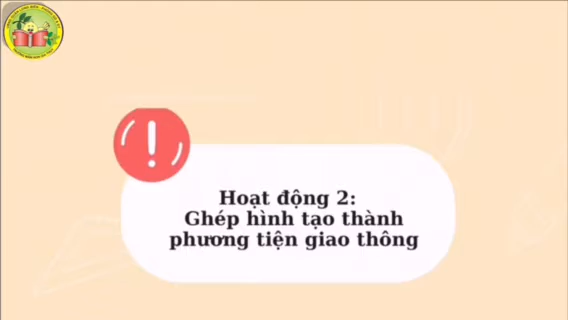 Hoạt động 2:
Ghép hình tạo thành
phương tiện giao thông